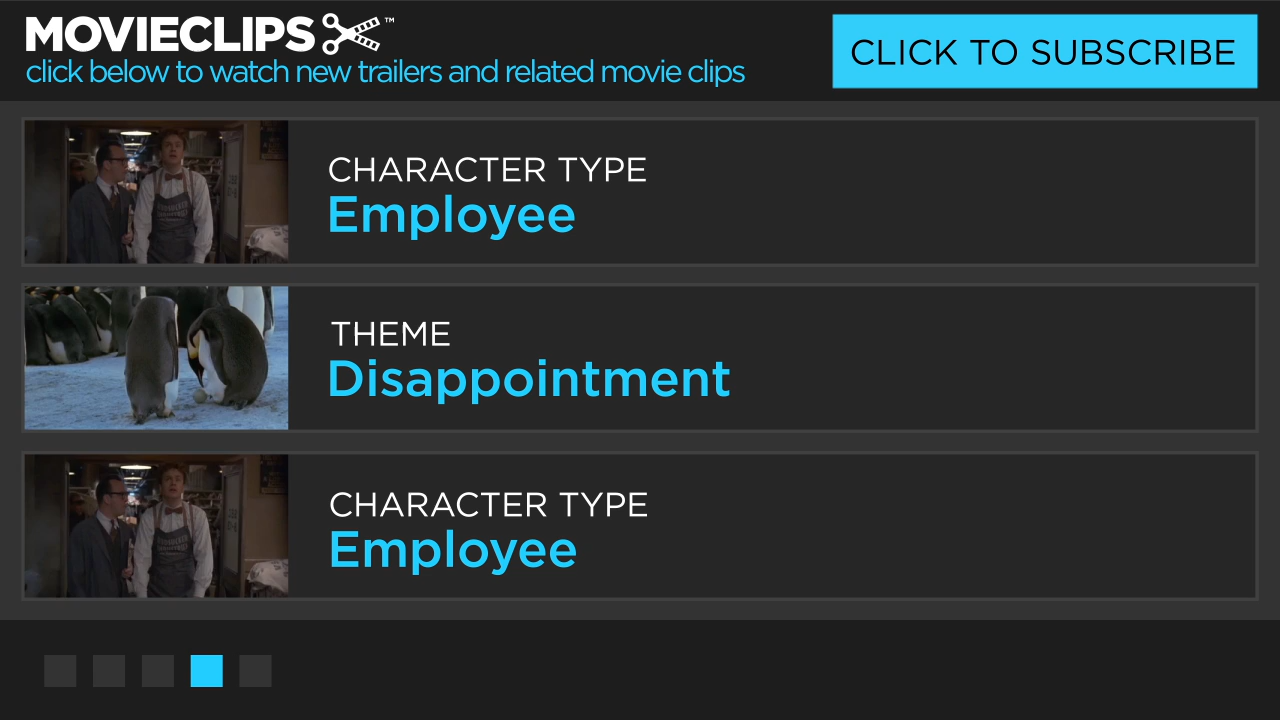 MOVIECLIPS™
click below to watch new trailers and related movie clips
CLICK TO SUBSCRIBE
CHARACTER TYPE
Employee
THEME
Disappointment
CHARACTER TYPE
Employee